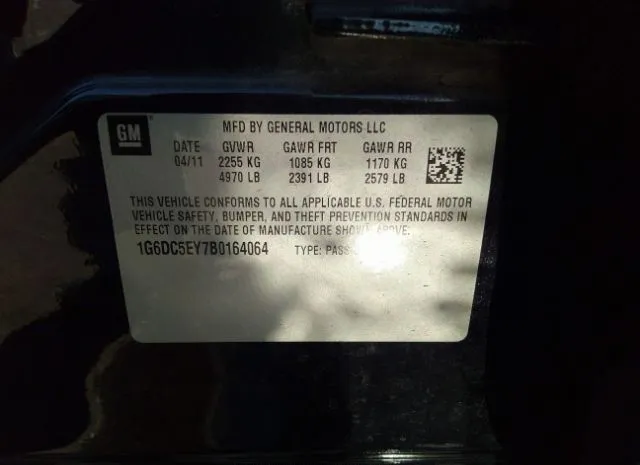 GM
MFD BY GENERAL MOTORS LLC
DATE GVWR GAWR FRT GAWR RR
04/11 2255 KG 1085 KG 1170 KG
4970 LB 2391 LB 2579 LB
THIS VEHICLE CONFORMS TO ALL APPLICABLE U.S. FEDERAL MOTOR
VEHICLE SAFETY, BUMPER, AND THEFT PREVENTION STANDARDS IN
EFFECT ON THE DATE OF MANUFACTURE SHOWN ABOVE.
1G6DC5EY7B0164064 TYPE: